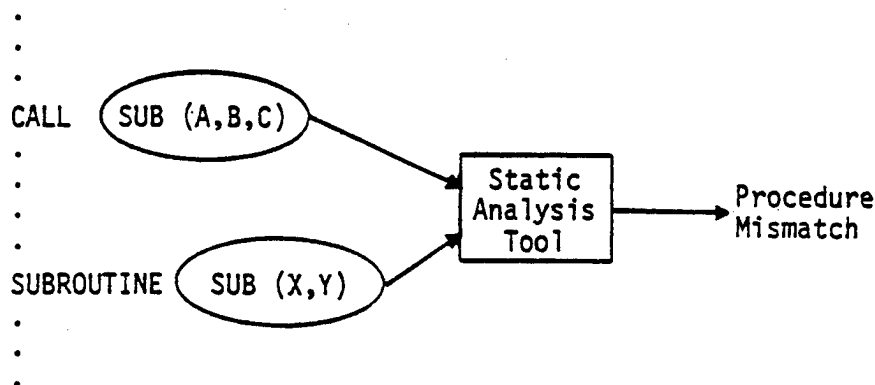 CALL SUB (A,B,C)
Static
Analysis
Tool
Procedure
Mismatch
SUBROUTINE SUB (X,Y)